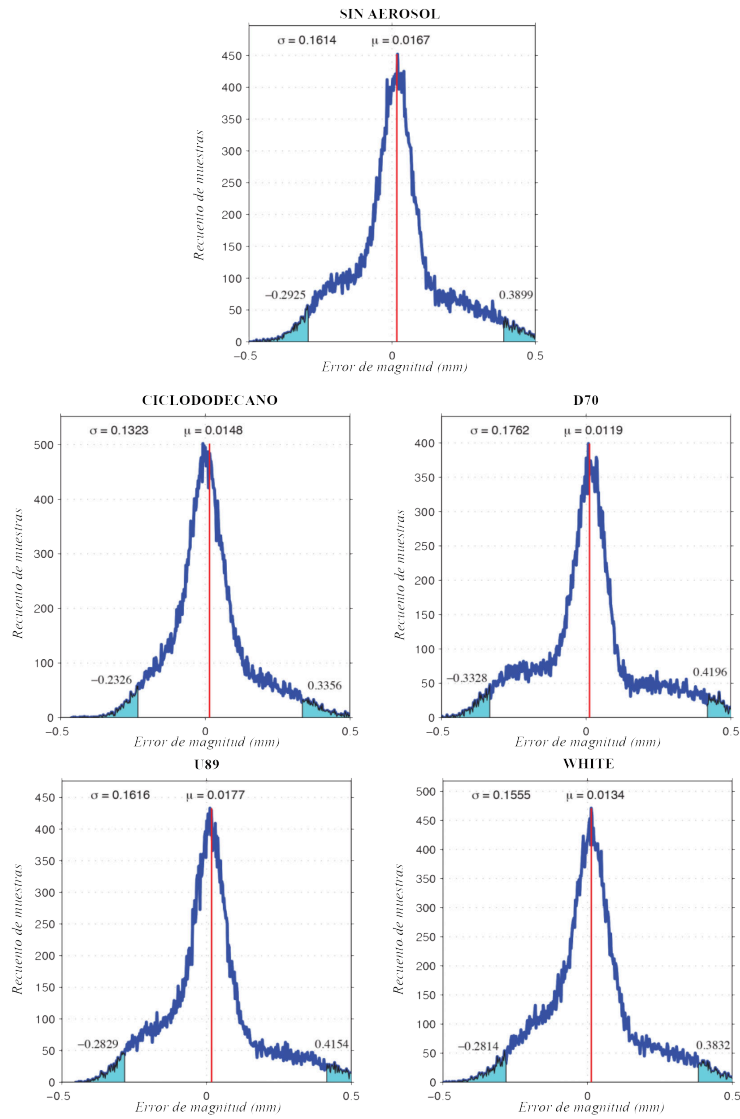 SIN AEROSOL
σ = 0.1614 μ = 0.0167
450
400
350
300
250
200
150
100
50
0
Recuento de muestras
−0.2925
0.3899
−0.5 0 0.5
Error de magnitud (mm)
CICLODODECANO
σ = 0.1323 μ = 0.0148
500
400
300
200
100
0
Recuento de muestras
−0.2326
0.3356
−0.5 0 0.5
Error de magnitud (mm)
D70
σ = 0.1762 μ = 0.0119
400
350
300
250
200
150
100
50
0
Recuento de muestras
−0.3328
0.4196
−0.5 0 0.5
Error de magnitud (mm)
U89
σ = 0.1616 μ = 0.0177
450
400
350
300
250
200
150
100
50
0
Recuento de muestras
−0.2829
0.4154
−0.5 0 0.5
Error de magnitud (mm)
WHITE
σ = 0.1555 μ = 0.0134
500
450
400
350
300
250
200
150
100
50
0
Recuento de muestras
−0.2814
0.3832
−0.5 0 0.5
Error de magnitud (mm)